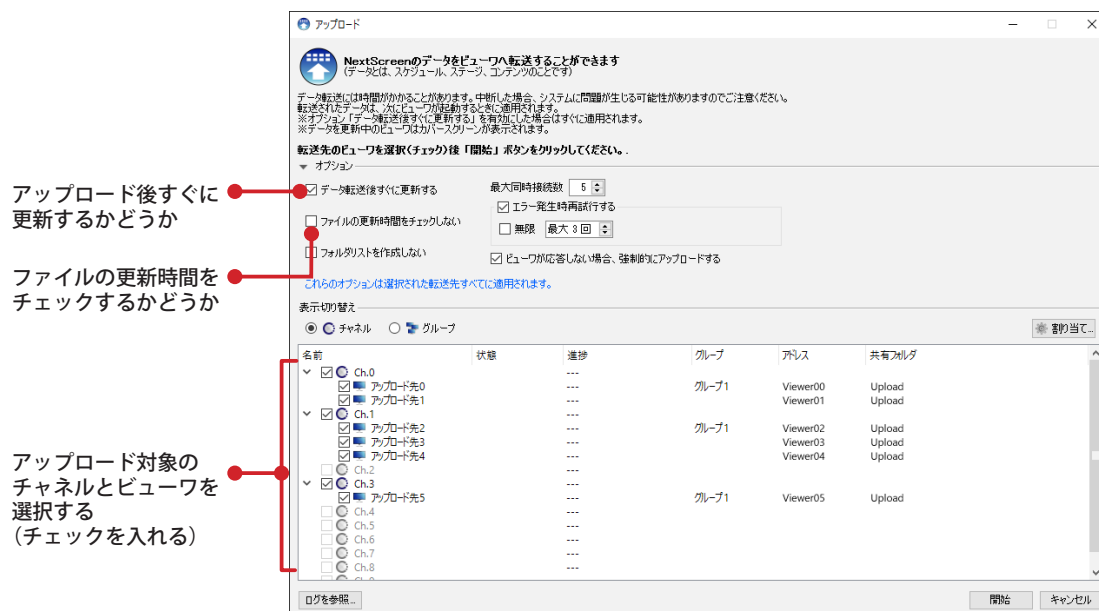 アップロード
NextScreenのデータをビューワへ転送することができます
(データとは、スケジュール、ステージ、コンテンツのことです)
データ転送には時間がかかることがあります。中断した場合、システムに問題が生じる可能性がありますのでご注意ください。
転送されたデータは、次にビューワが起動するときに適用されます。
※オプション「データ転送後すぐに更新する」を有効にした場合はすぐに適用されます。
※データを更新中のビューワはカバースクリーンが表示されます。
転送先のビューワを選択(チェック)後「開始」ボタンをクリックしてください。.
オプション
アップロード後すぐに
更新するかどうか
データ転送後すぐに更新する
最大同時接続数 5
エラー発生時再試行する
ファイルの更新時間をチェックしない
無限 最大 3 回
フォルダリストを作成しない
ビューワが応答しない場合、強制的にアップロードする
ファイルの更新時間を
チェックするかどうか
これらのオプションは選択された転送先すべてに適用されます。
表示切り替え
チャネル グループ 割り当て...
名前 状態 進捗 グループ アドレス 共有フォルダ
Ch.0 ---
アップロード先0 --- グループ1 Viewer00 Upload
アップロード先1 --- Viewer01 Upload
Ch.1 ---
アップロード先2 --- グループ1 Viewer02 Upload
アップロード先3 --- Viewer03 Upload
アップロード先4 --- Viewer04 Upload
Ch.2 ---
Ch.3 ---
アップロード先5 --- グループ1 Viewer05 Upload
Ch.4 ---
Ch.5 ---
Ch.6 ---
Ch.7 ---
Ch.8 ---
アップロード対象の
チャネルとビューワを
選択する
(チェックを入れる)
ログを参照... 開始 キャンセル